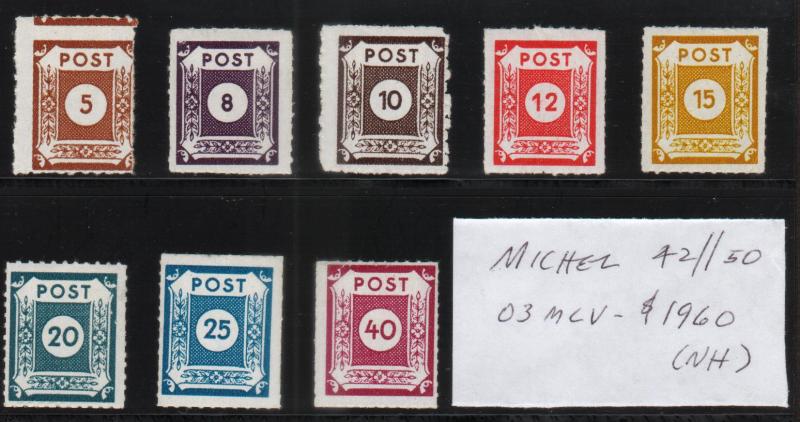 POST POST POST POST POST
5 8 10 12 15
POST POST POST
20 25 40
MICHEL 42//50
03 MCV - $1960
(NH)